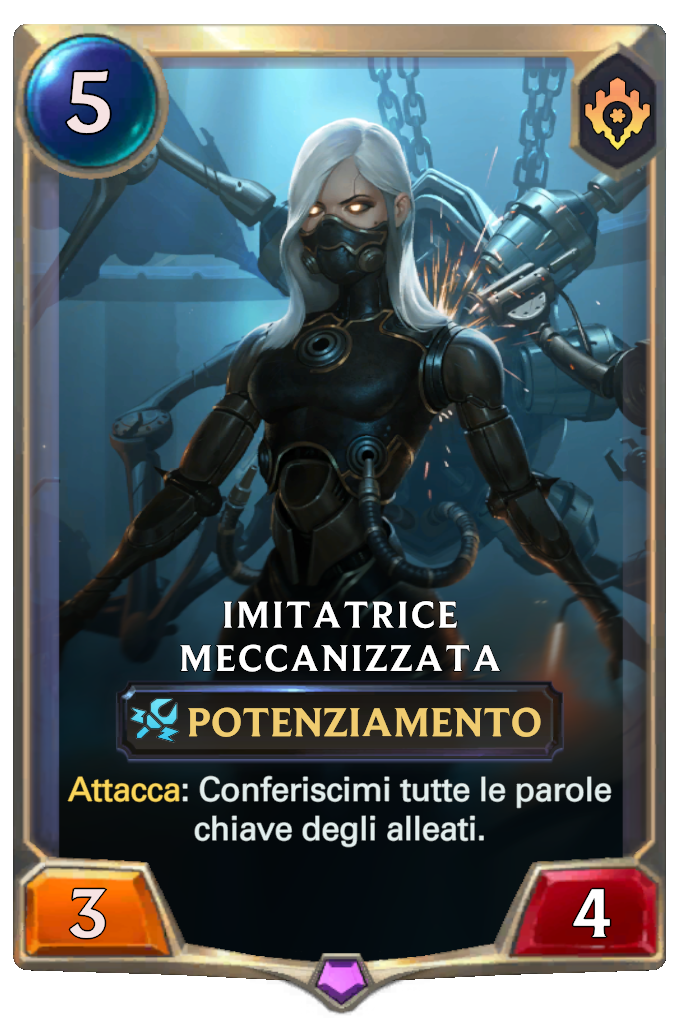 5
IMITATRICE
MECCANIZZATA
POTENZIAMENTO
Attacca: Conferiscimi tutte le parole
chiave degli alleati.
3 4